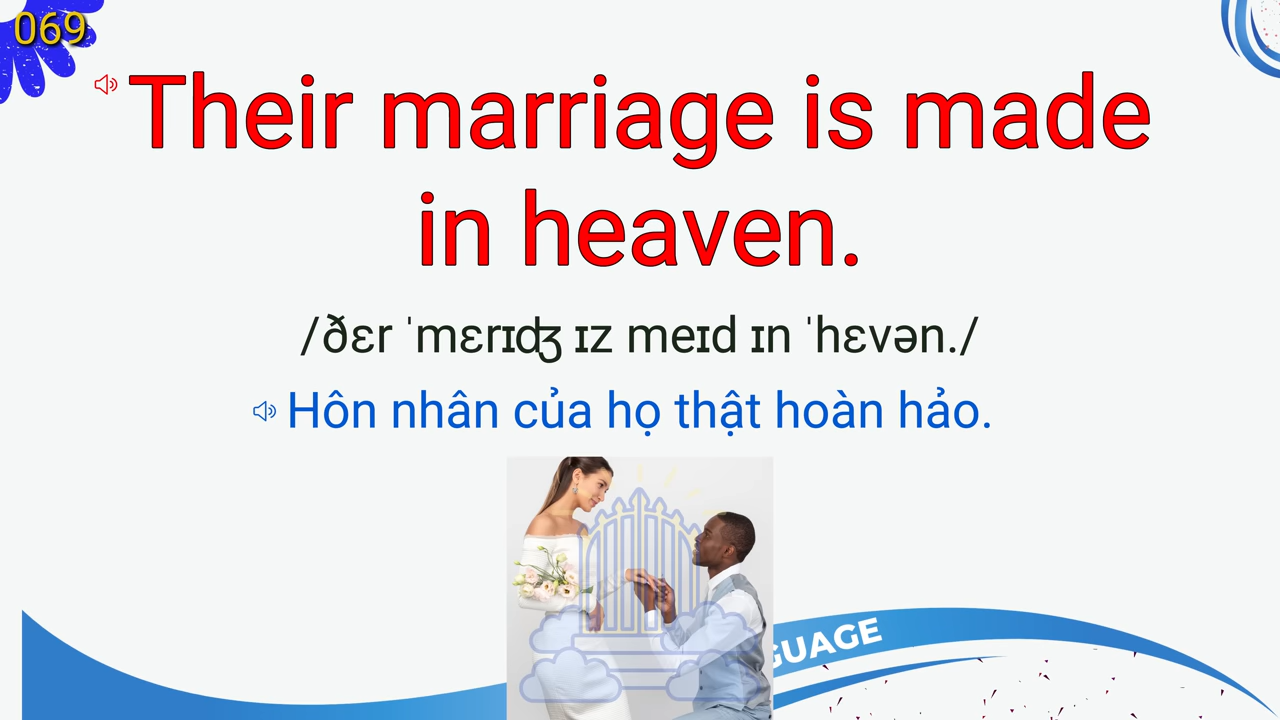 069
Their marriage is made
in heaven.
/ðɛr ˈmɛrɪʤ ɪz meɪd ɪn ˈhɛvən./
Hôn nhân của họ thật hoàn hảo.
GUAGE